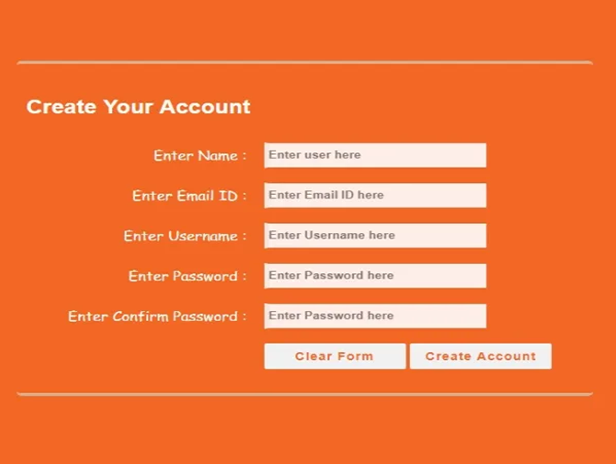 Create Your Account
Enter Name : Enter user here
Enter Email ID : Enter Email ID here
Enter Username : Enter Username here
Enter Password : Enter Password here
Enter Confirm Password : Enter Password here
Clear Form Create Account